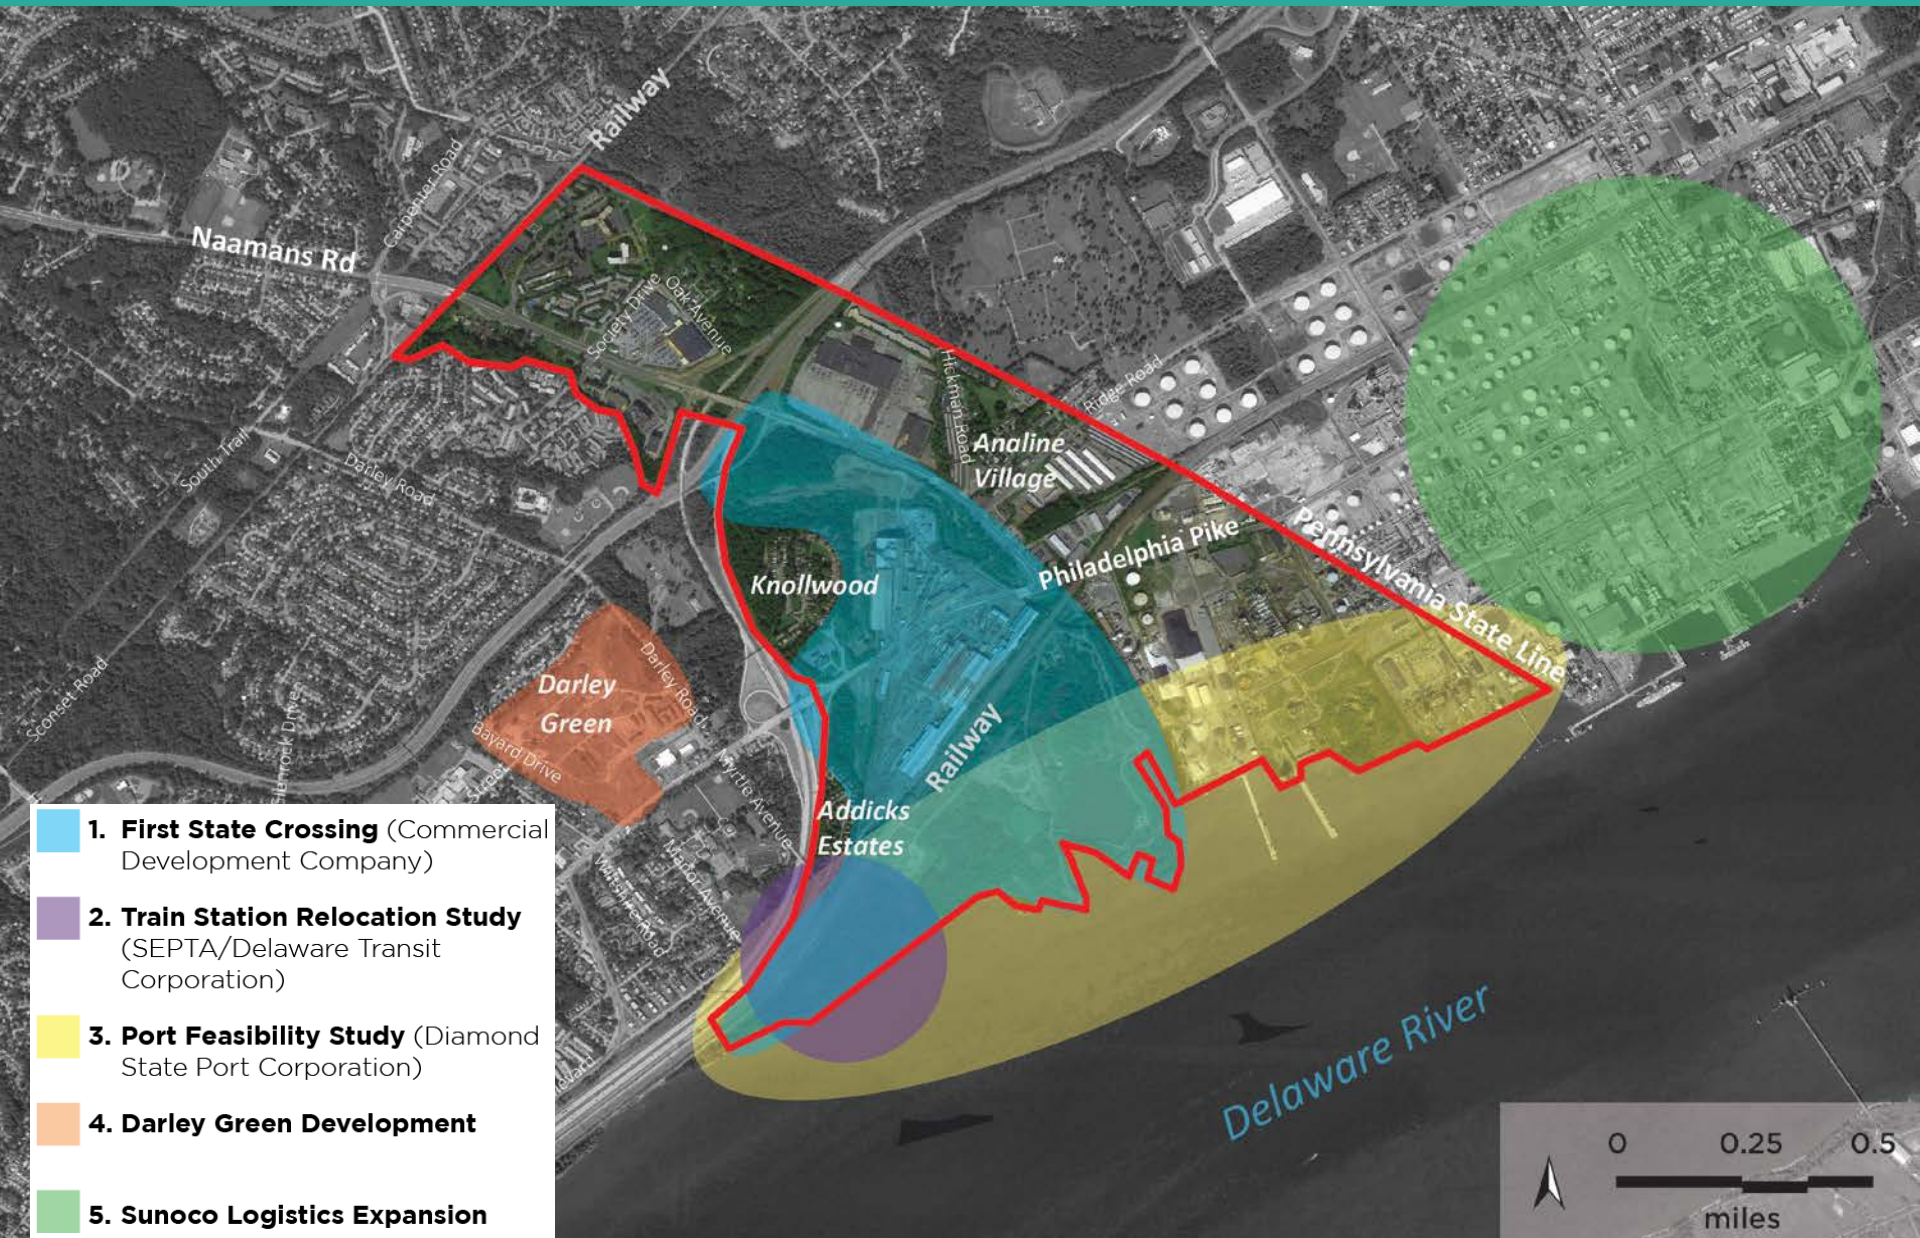 Railway
Carpenter Road
Naamans Rd
Society Drive
Oak Avenue
Hickman Road
Ridge Road
Analine
Village
South Trail
Darley Road
Philadelphia Pike
Pennsylvania State Line
Knollwood
Darley
Green
Darley Road
Sconset Road
Bayard Drive
Street
Myrtle Avenue
Railway
Addicks
Estates
Manor Avenue
Delaware River
1. First State Crossing (Commercial
Development Company)
2. Train Station Relocation Study
(SEPTA/Delaware Transit
Corporation)
3. Port Feasibility Study (Diamond
State Port Corporation)
4. Darley Green Development
5. Sunoco Logistics Expansion
0 0.25 0.5
miles